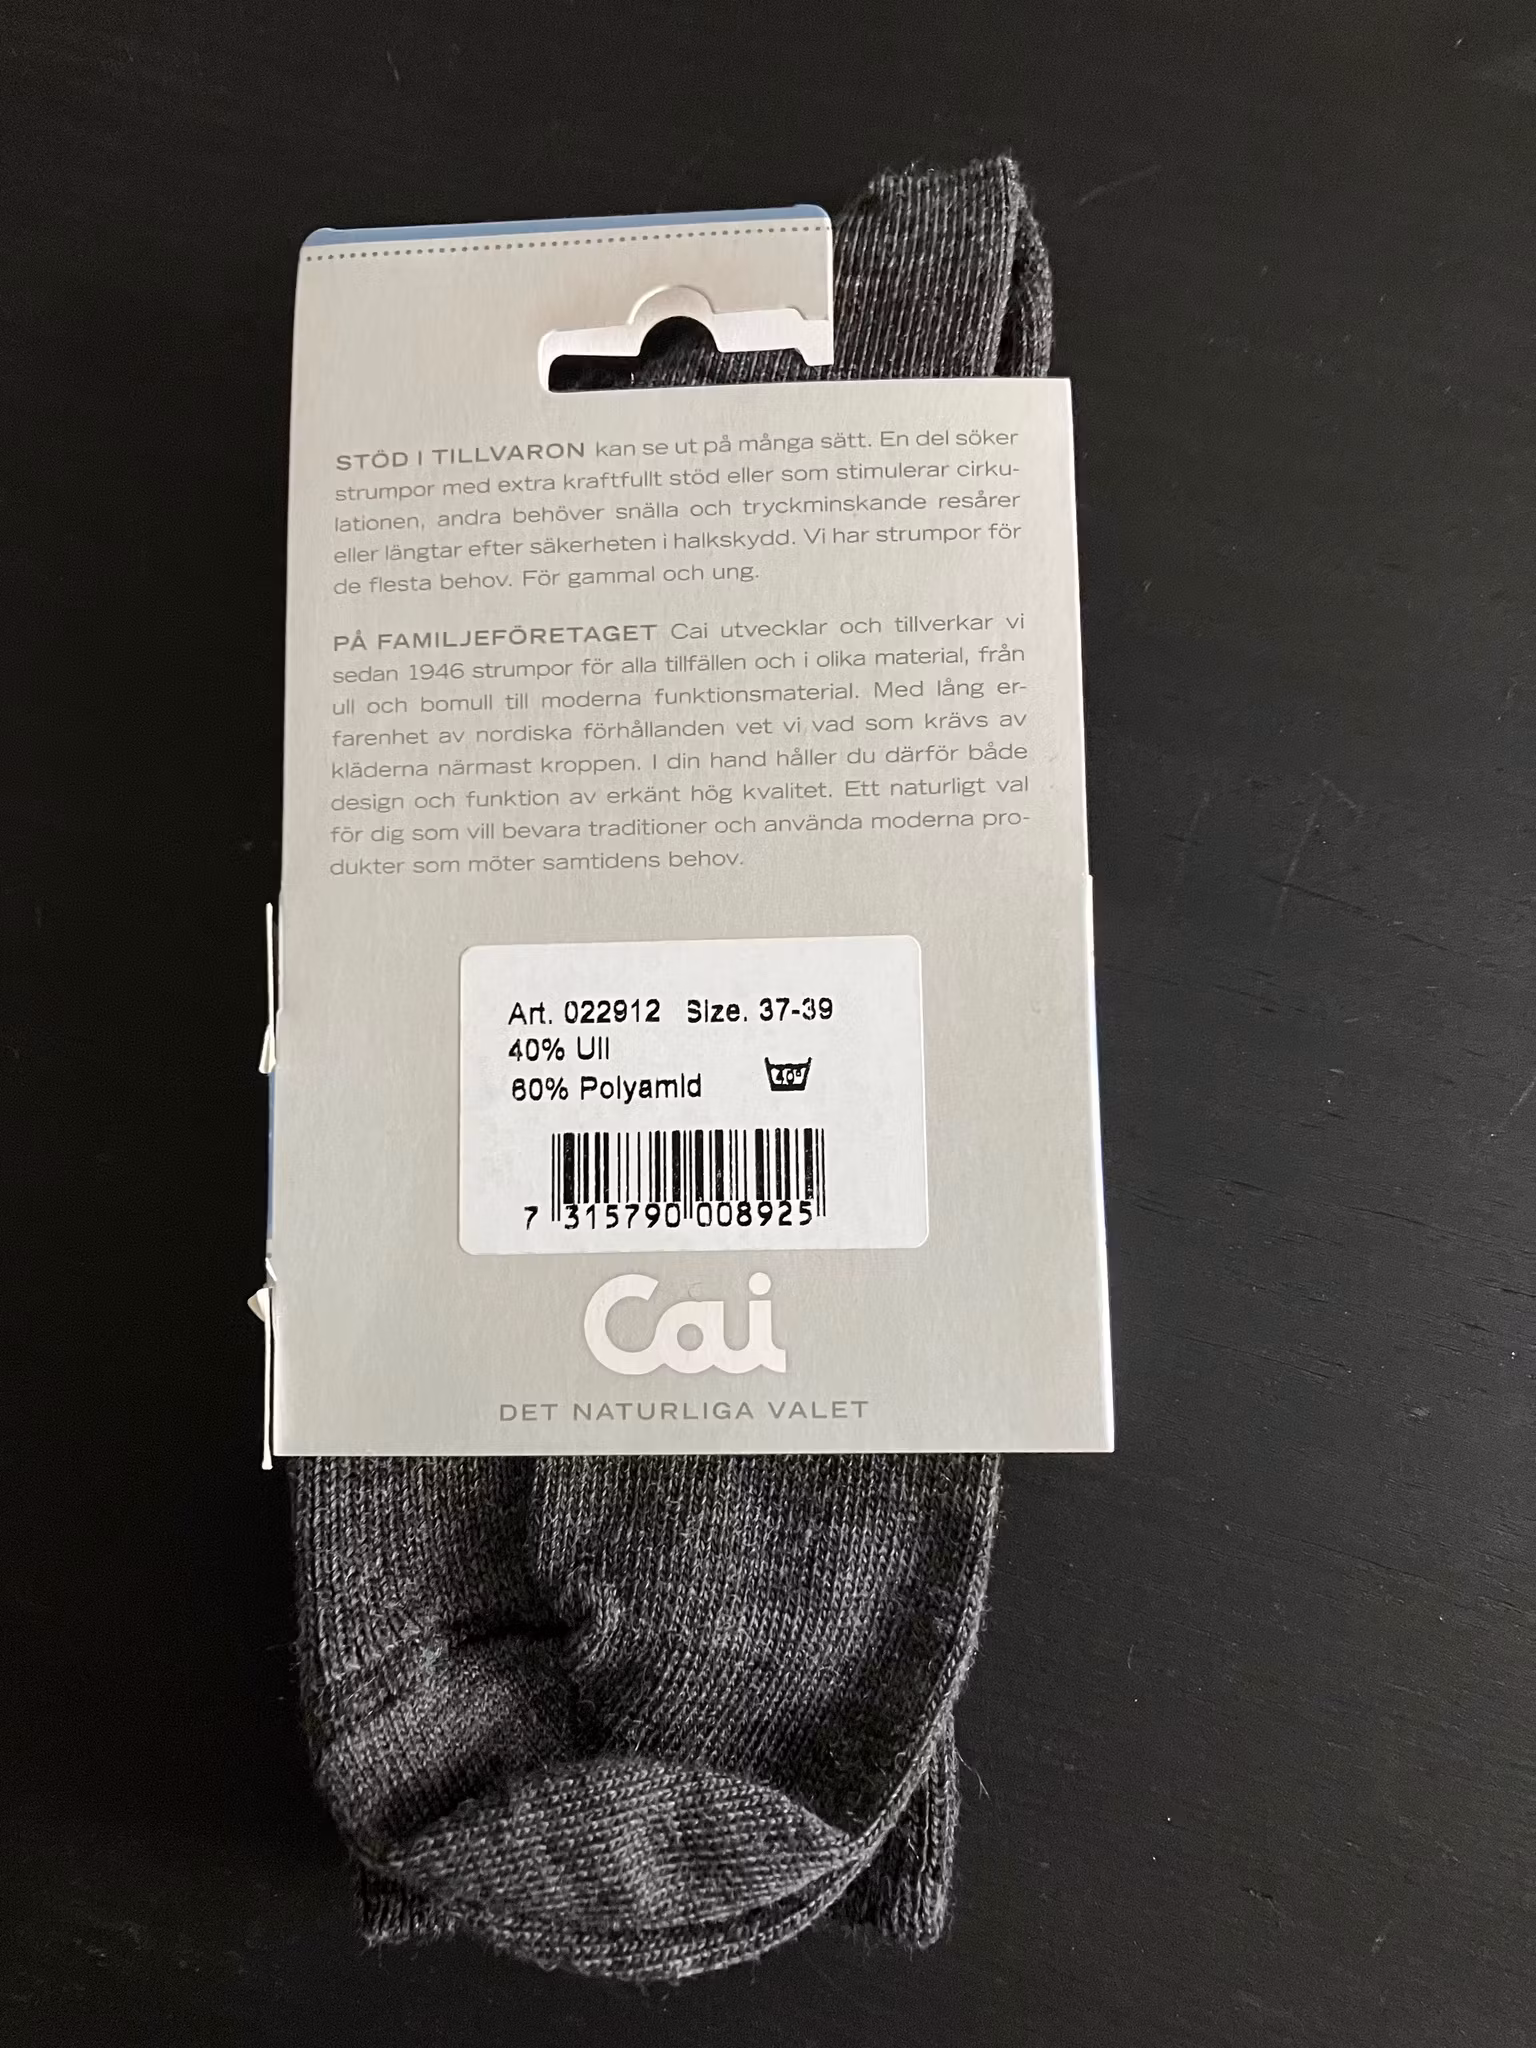 STÖD I TILLVARON kan se ut på många sätt. En del söker
strumpor med extra kraftfullt stöd eller som stimulerar cirku-
lationen, andra behöver snälla och tryckminskande resårer
eller längtar efter säkerheten i halkskydd. Vi har strumpor för
de flesta behov. För gammal och ung.
PÅ FAMILJEFÖRETAGET Cai utvecklar och tillverkar vi
sedan 1946 strumpor för alla tillfällen och i olika material, från
ull och bomull till moderna funktionsmaterial. Med lång er-
farenhet av nordiska förhållanden vet vi vad som krävs av
kläderna närmast kroppen. I din hand håller du därför både
design och funktion av erkänt hög kvalitet. Ett naturligt val
för dig som vill bevara traditioner och använda moderna pro-
dukter som möter samtidens behov.
Art. 022912 Size. 37-39
40% Ull
60% Polyamid
40°
7 315790 008925
Cai
DET NATURLIGA VALET